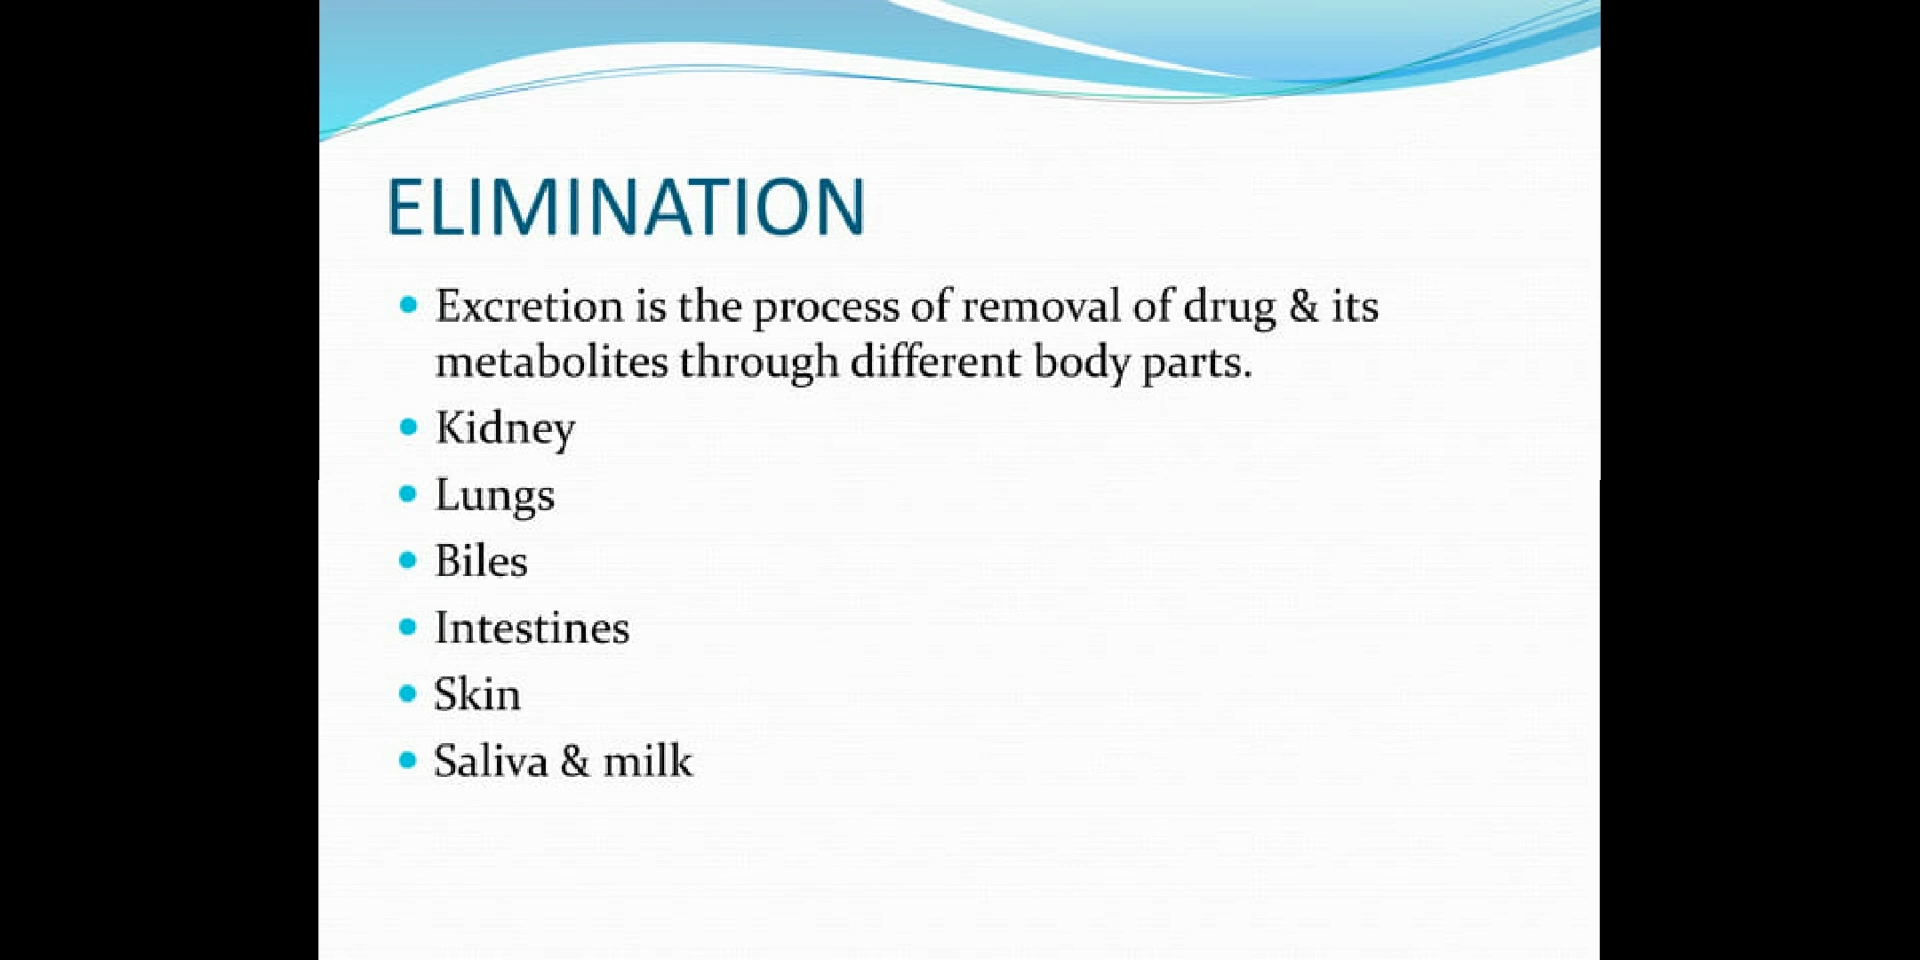 ELIMINATION
• Excretion is the process of removal of drug & its
metabolites through different body parts.
• Kidney
• Lungs
• Biles
• Intestines
• Skin
• Saliva & milk